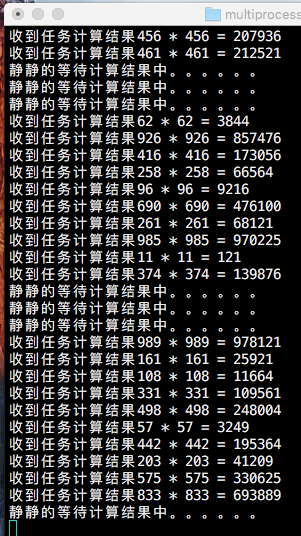 multiprocess
收到任务计算结果456 * 456 = 207936
收到任务计算结果461 * 461 = 212521
静静的等待计算结果中。。。。。。
静静的等待计算结果中。。。。。。
静静的等待计算结果中。。。。。。
收到任务计算结果62 * 62 = 3844
收到任务计算结果926 * 926 = 857476
收到任务计算结果416 * 416 = 173056
收到任务计算结果258 * 258 = 66564
收到任务计算结果96 * 96 = 9216
收到任务计算结果690 * 690 = 476100
收到任务计算结果261 * 261 = 68121
收到任务计算结果985 * 985 = 970225
收到任务计算结果11 * 11 = 121
收到任务计算结果374 * 374 = 139876
静静的等待计算结果中。。。。。。
静静的等待计算结果中。。。。。。
静静的等待计算结果中。。。。。。
收到任务计算结果989 * 989 = 978121
收到任务计算结果161 * 161 = 25921
收到任务计算结果108 * 108 = 11664
收到任务计算结果331 * 331 = 109561
收到任务计算结果498 * 498 = 248004
收到任务计算结果57 * 57 = 3249
收到任务计算结果442 * 442 = 195364
收到任务计算结果203 * 203 = 41209
收到任务计算结果575 * 575 = 330625
收到任务计算结果833 * 833 = 693889
静静的等待计算结果中。。。。。。